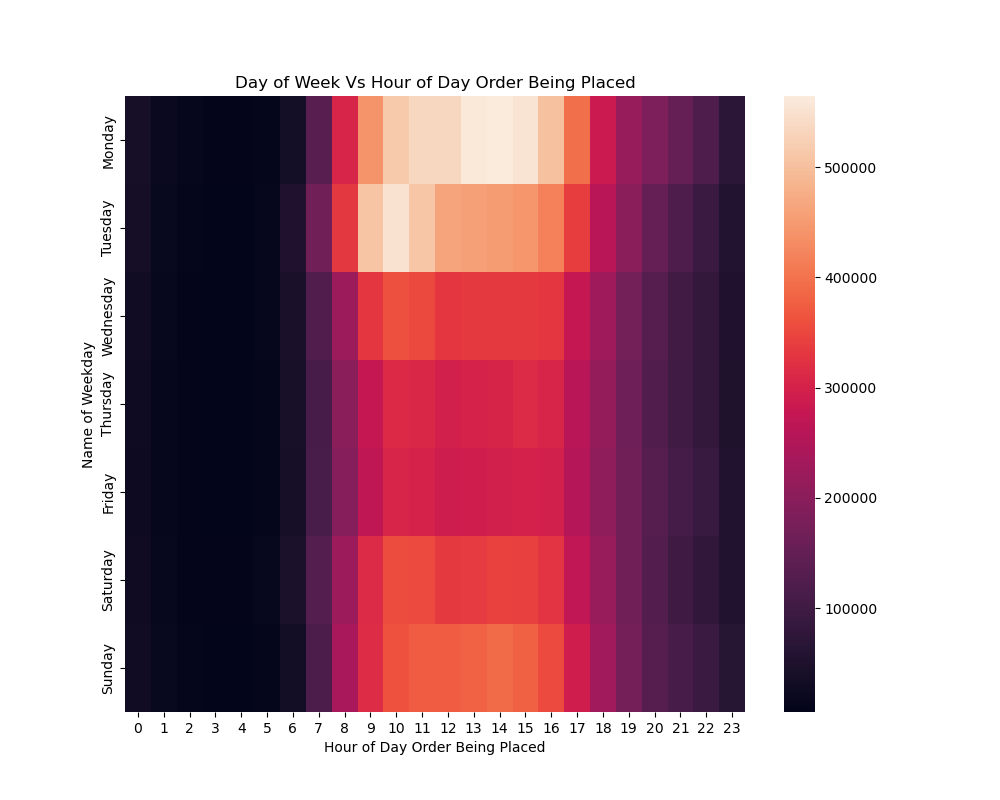 Day of Week Vs Hour of Day Order Being Placed
Name of Weekday
Monday
Tuesday
Wednesday
Thursday
Friday
Saturday
Sunday
0 1 2 3 4 5 6 7 8 9 10 11 12 13 14 15 16 17 18 19 20 21 22 23
Hour of Day Order Being Placed
500000
400000
300000
200000
100000